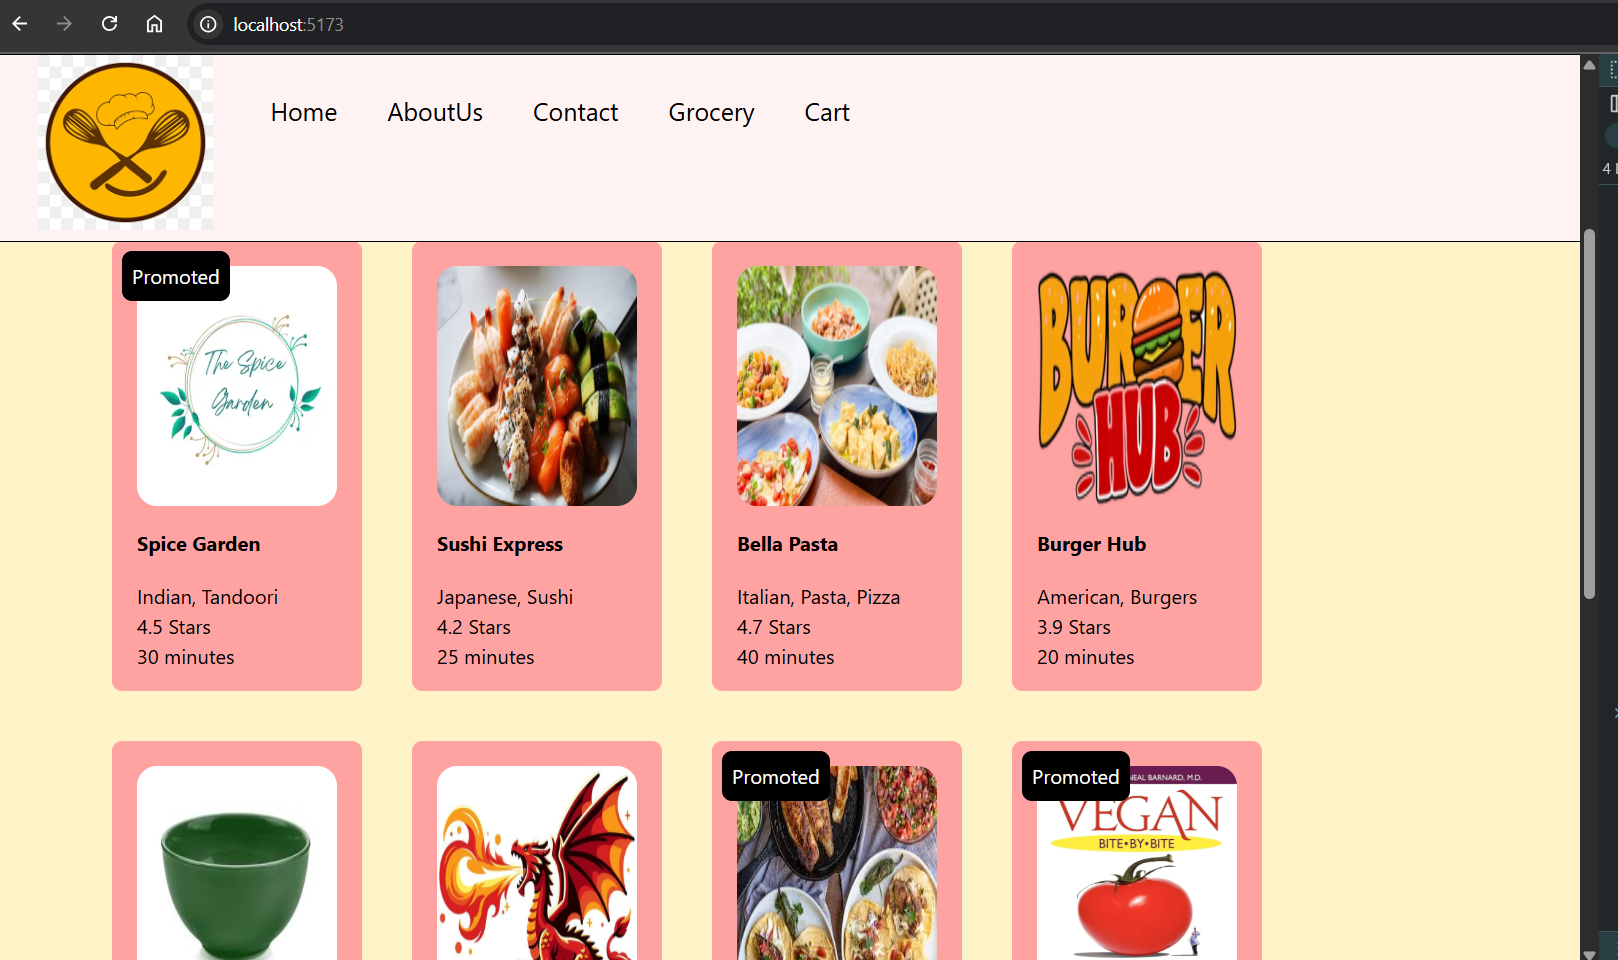 localhost:5173
Home AboutUs Contact Grocery Cart
Promoted
The Spice
Garden
BURGER
HUB
Spice Garden
Indian, Tandoori
4.5 Stars
30 minutes
Sushi Express
Japanese, Sushi
4.2 Stars
25 minutes
Bella Pasta
Italian, Pasta, Pizza
4.7 Stars
40 minutes
Burger Hub
American, Burgers
3.9 Stars
20 minutes
Promoted
Promoted
NEAL BARNARD, M.D.
VEGAN
BITE•BY•BITE
4